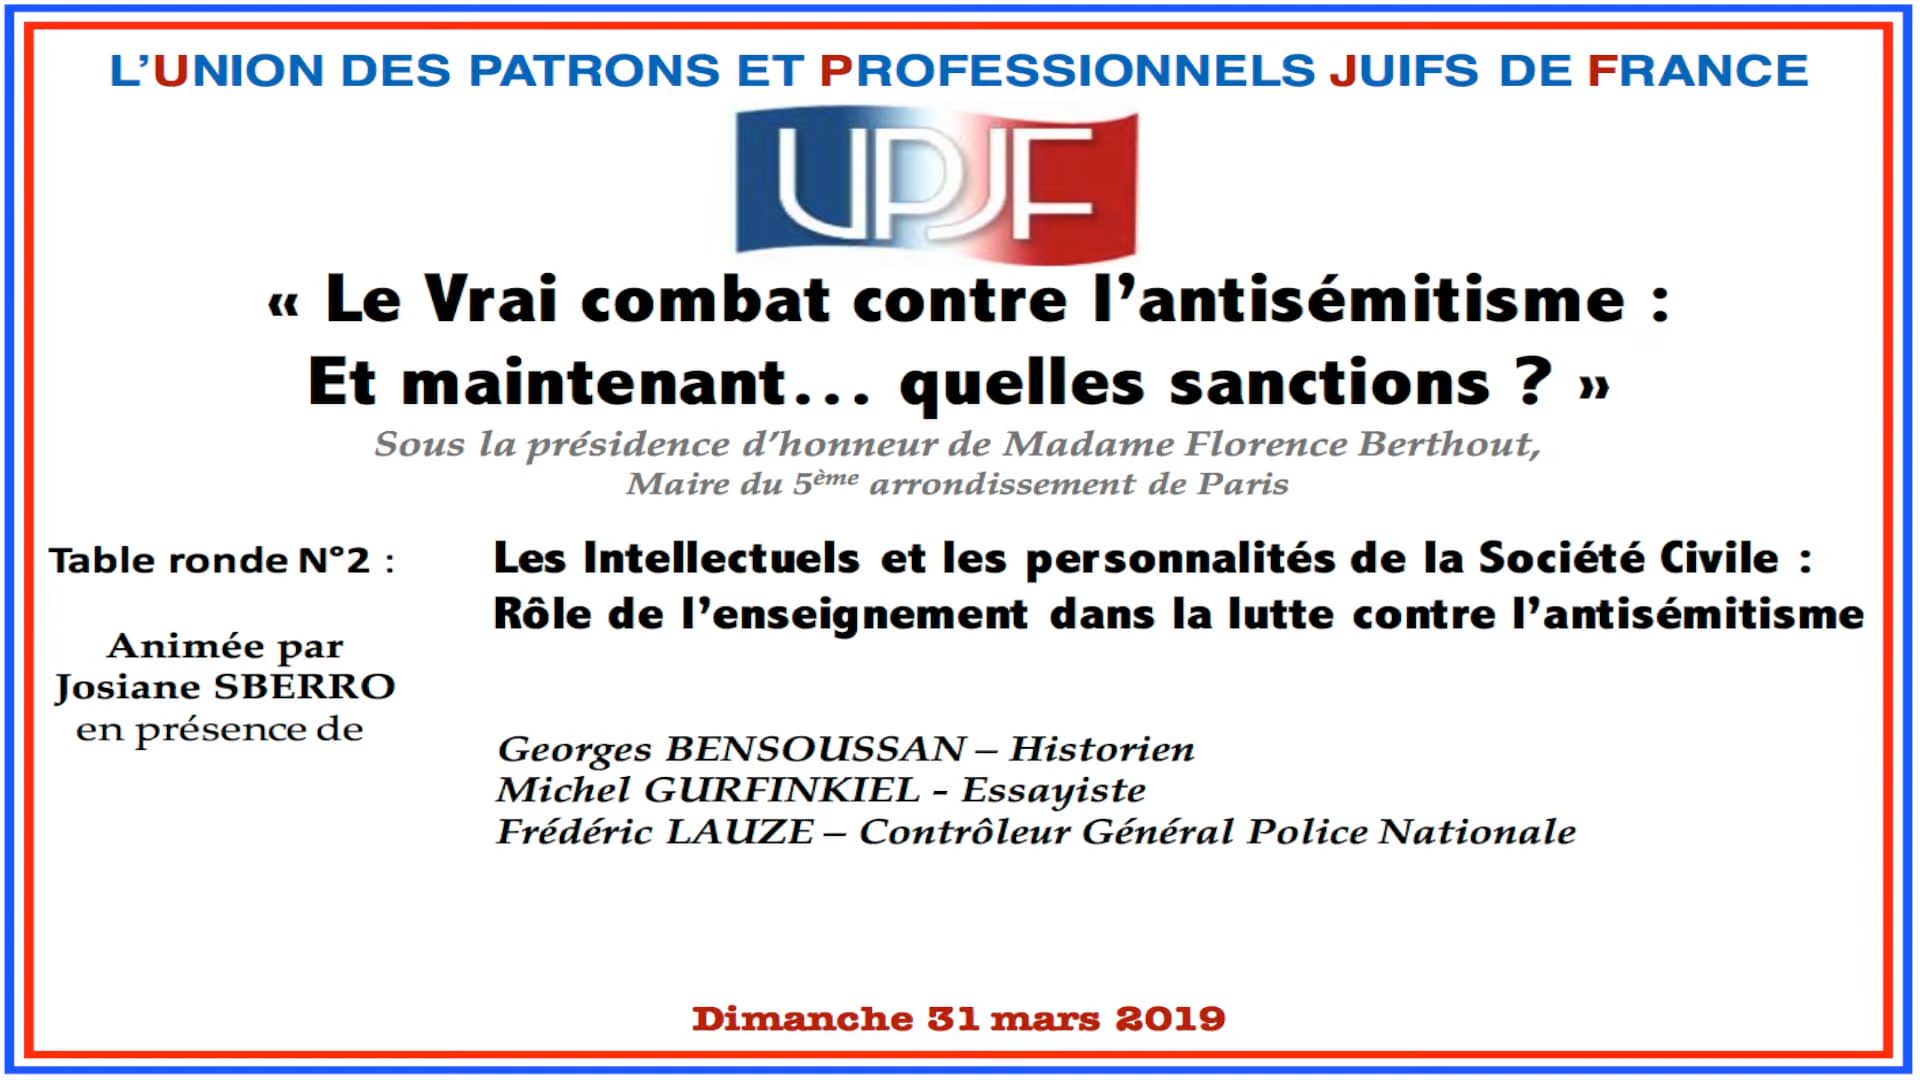 L'UNION DES PATRONS ET PROFESSIONNELS JUIFS DE FRANCE
UPJF
« Le Vrai combat contre l'antisémitisme :
Et maintenant... quelles sanctions ? »
Sous la présidence d'honneur de Madame Florence Berthout,
Maire du 5ème arrondissement de Paris
Table ronde N°2 :
Les Intellectuels et les personnalités de la Société Civile :
Rôle de l'enseignement dans la lutte contre l'antisémitisme
Animée par
Josiane SBERRO
en présence de
Georges BENSOUSSAN – Historien
Michel GURFINKIEL - Essayiste
Frédéric LAUZE – Contrôleur Général Police Nationale
Dimanche 31 mars 2019